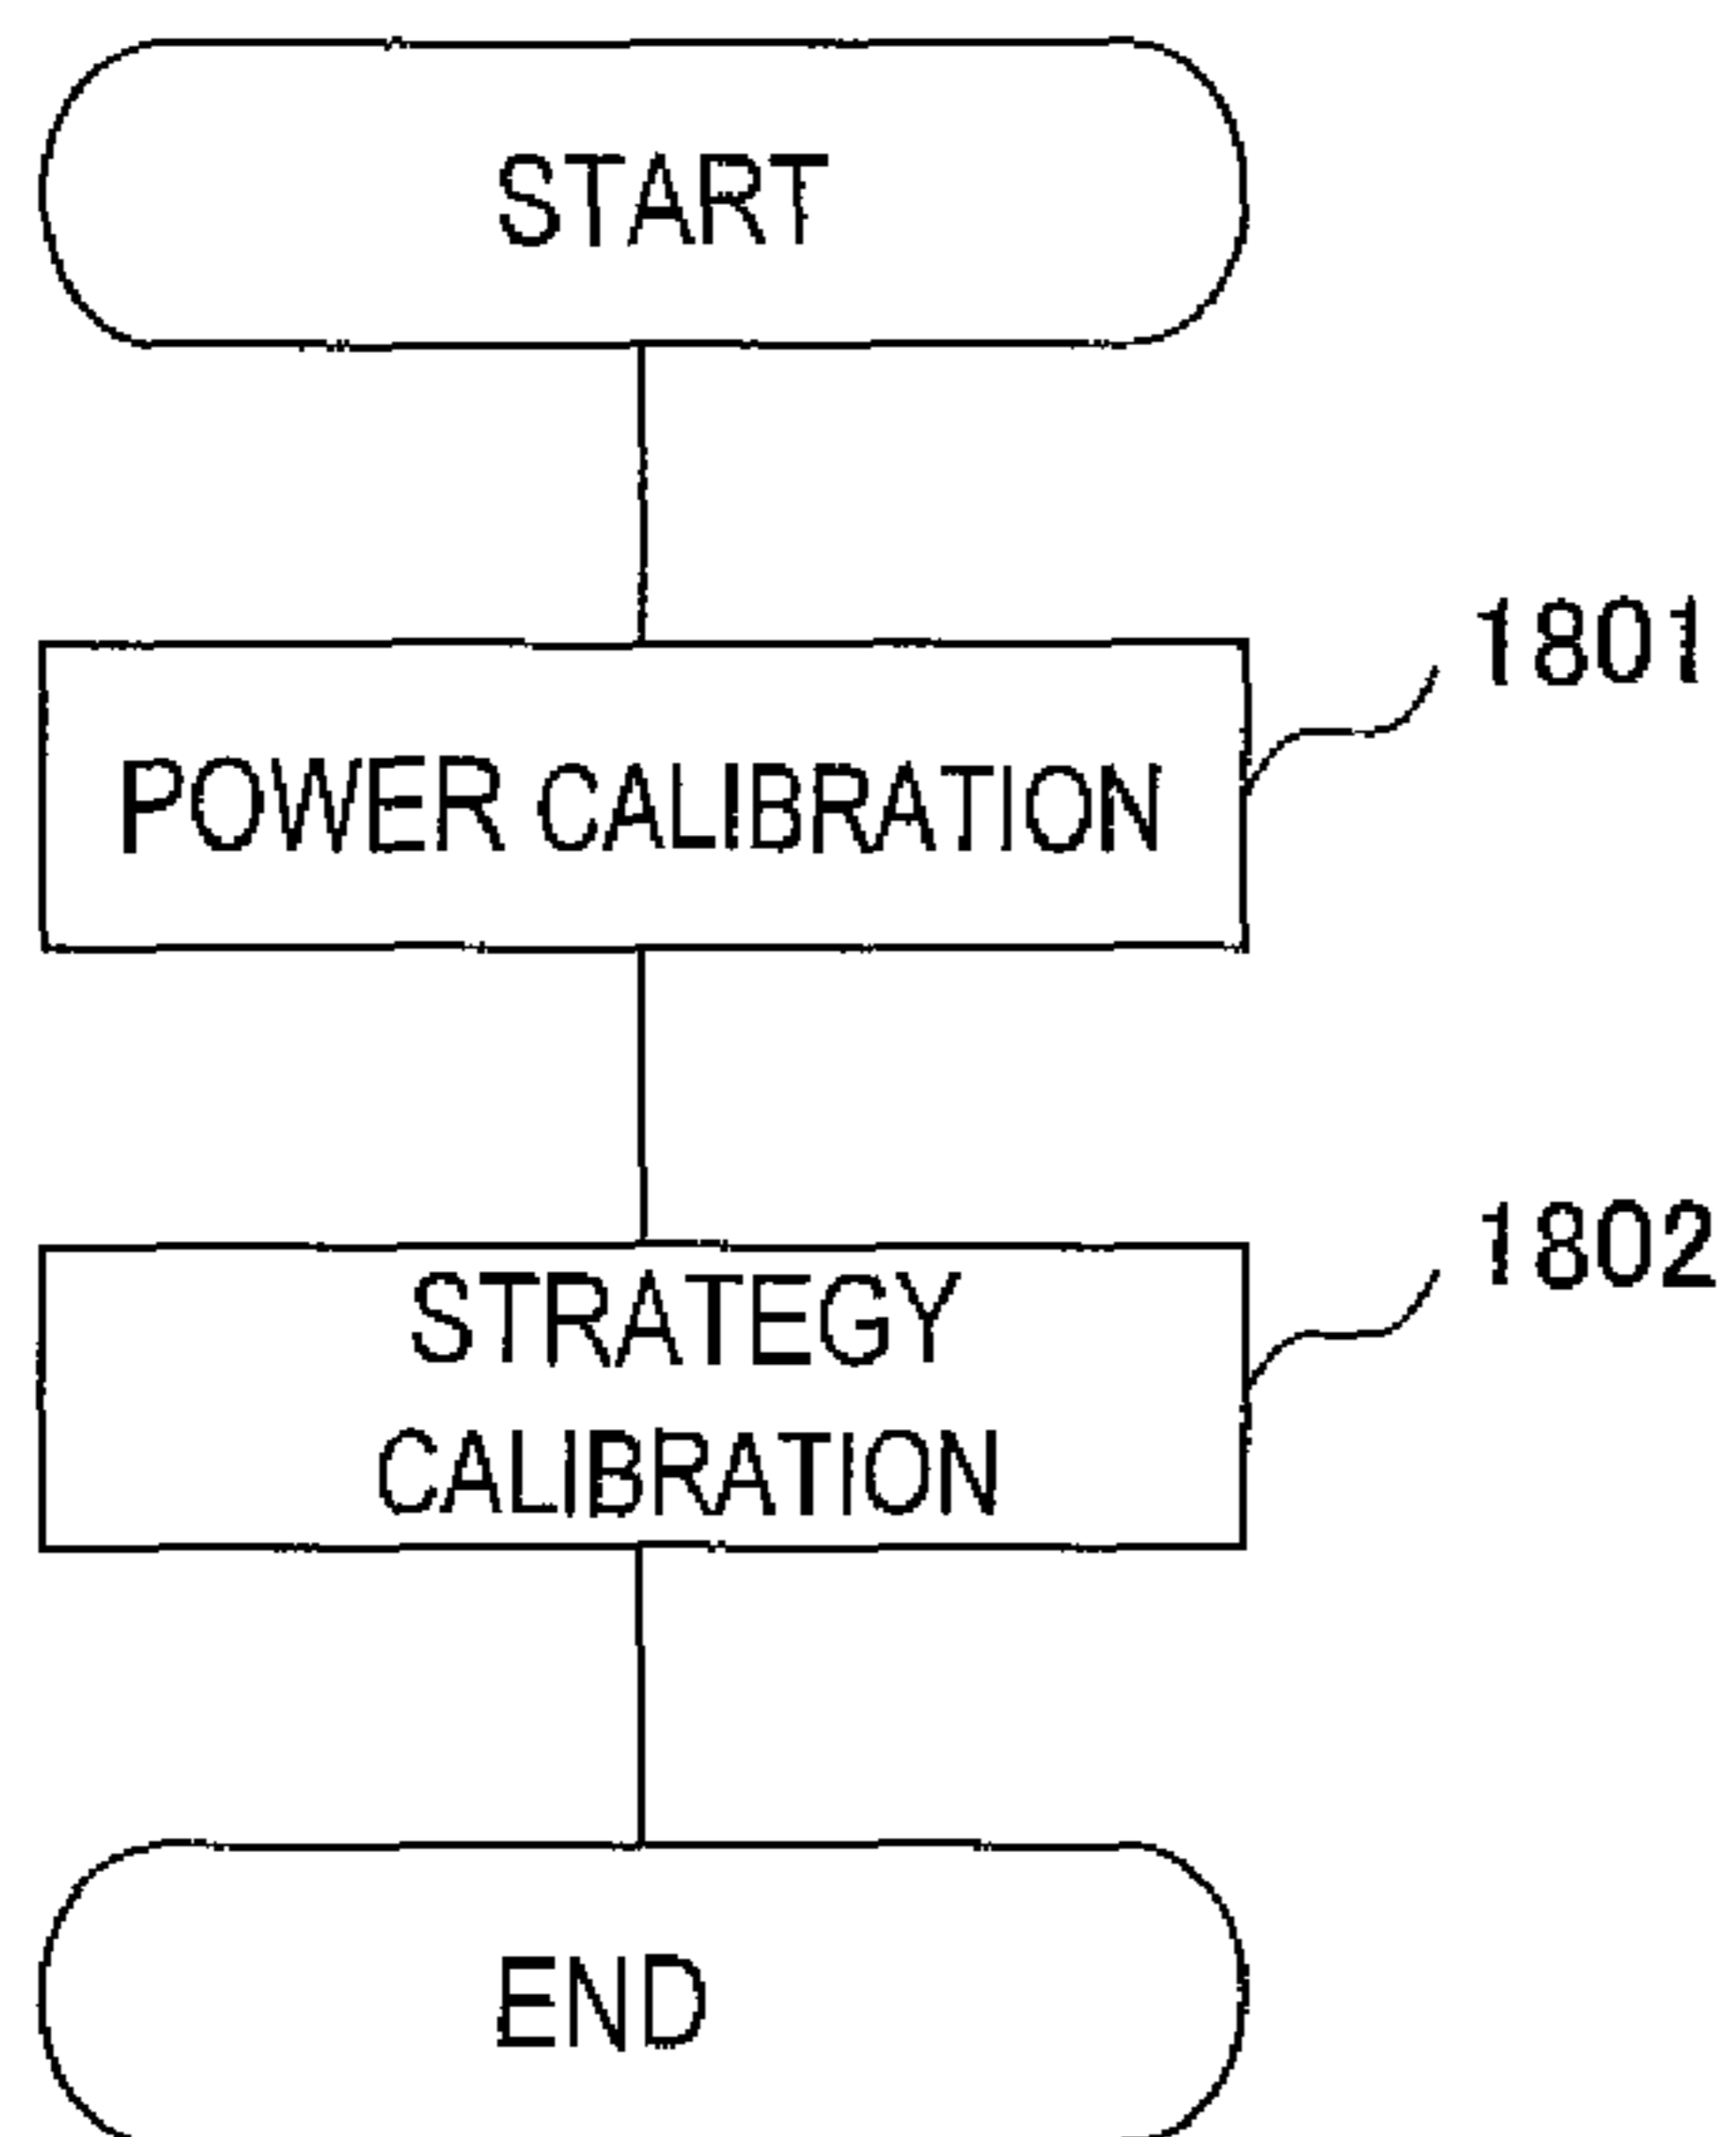 START
1801
POWER CALIBRATION
1802
STRATEGY
CALIBRATION
END